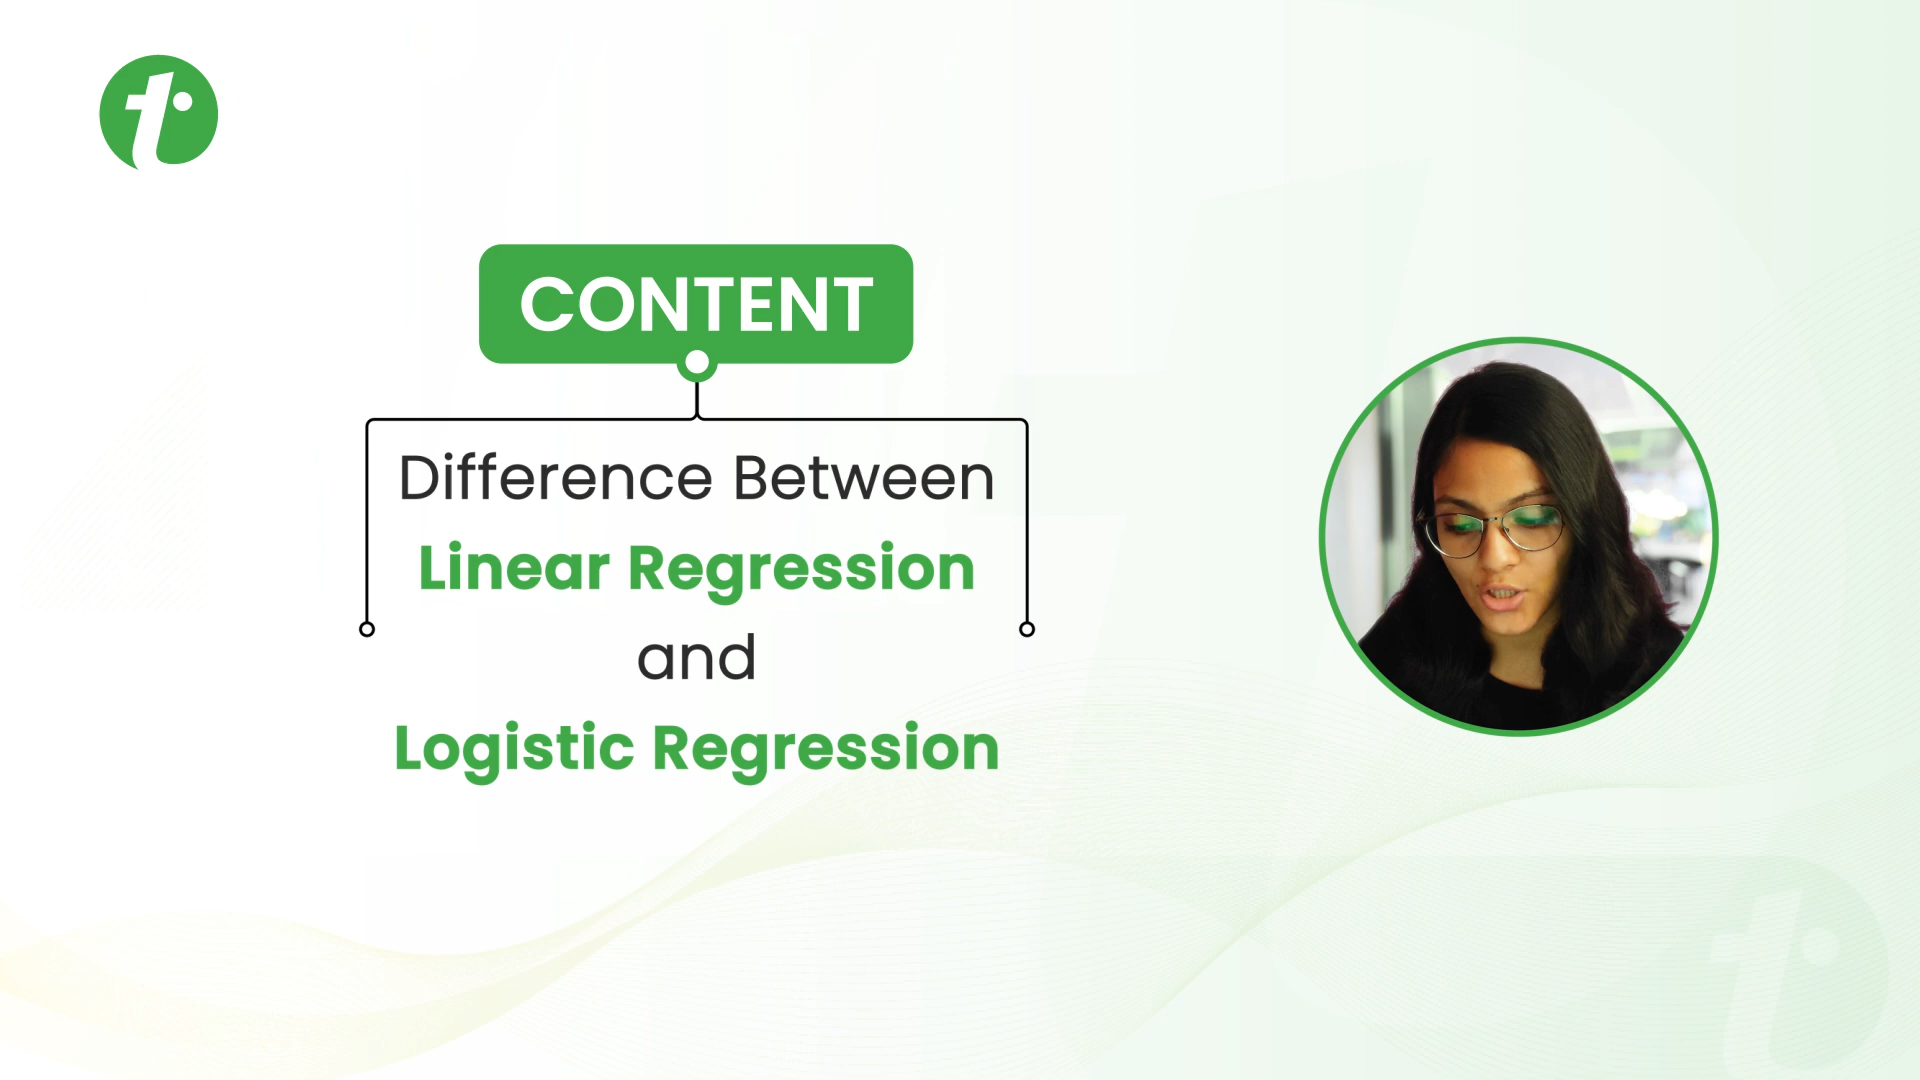 CONTENT
Difference Between
Linear Regression
and
Logistic Regression